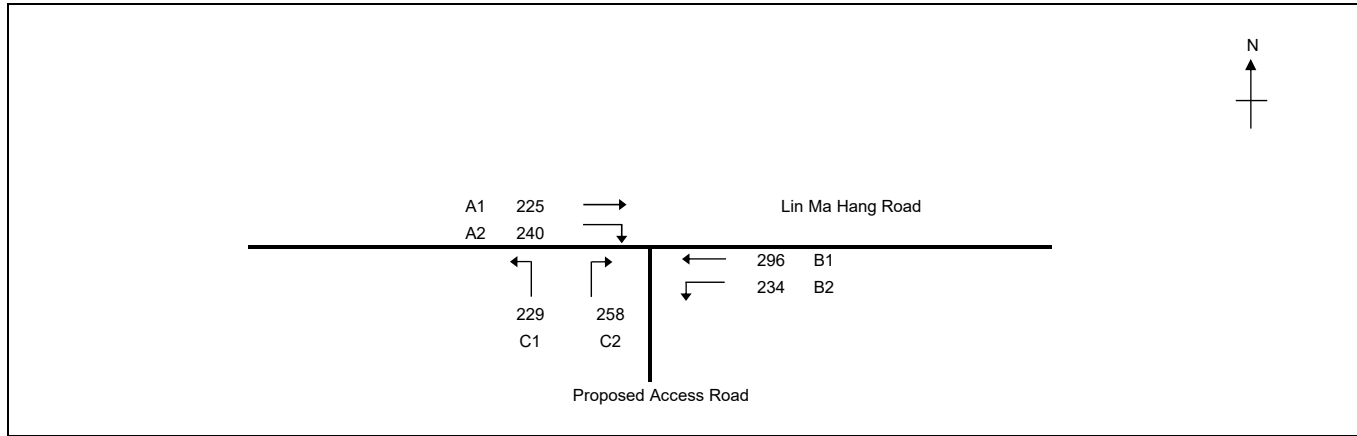 N
A1 225 Lin Ma Hang Road
A2 240
296 B1
234 B2
229 258
C1 C2
Proposed Access Road